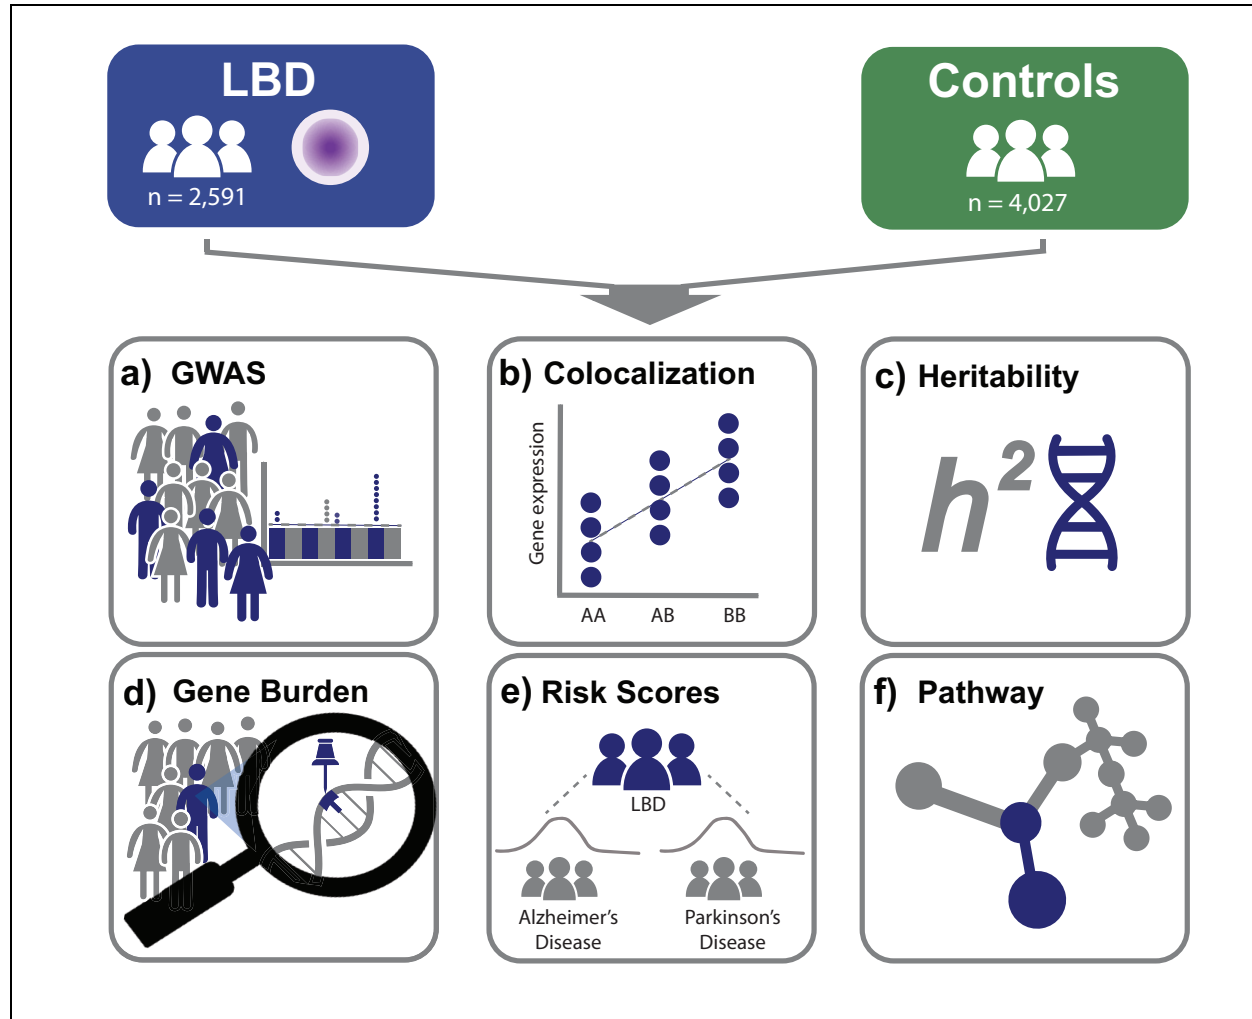 LBD
n = 2,591
Controls
n = 4,027
a) GWAS
b) Colocalization
Gene expression
AA AB BB
c) Heritability
h²
d) Gene Burden
e) Risk Scores
LBD
Alzheimer's
Disease
Parkinson's
Disease
f) Pathway